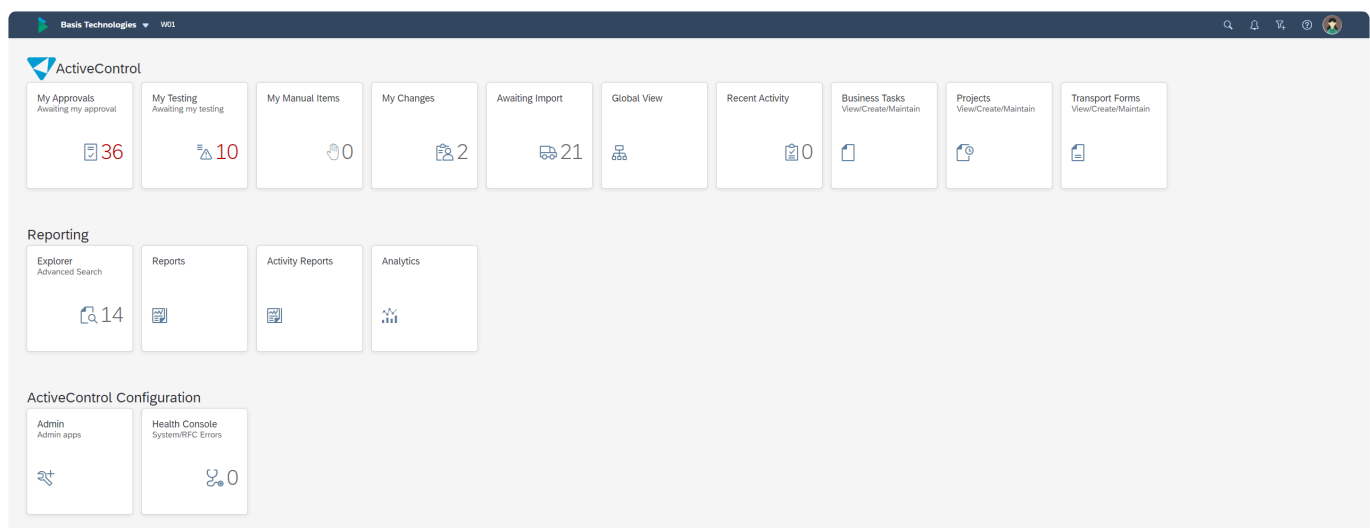 Basis Technologies W01
ActiveControl
My Approvals
Awaiting my approval
36
My Testing
Awaiting my testing
10
My Manual Items
0
My Changes
2
Awaiting Import
21
Global View
Recent Activity
0
Business Tasks
View/Create/Maintain
Projects
View/Create/Maintain
Transport Forms
View/Create/Maintain
Reporting
Explorer
Advanced Search
14
Reports
Activity Reports
Analytics
ActiveControl Configuration
Admin
Admin apps
Health Console
System/RFC Errors
0